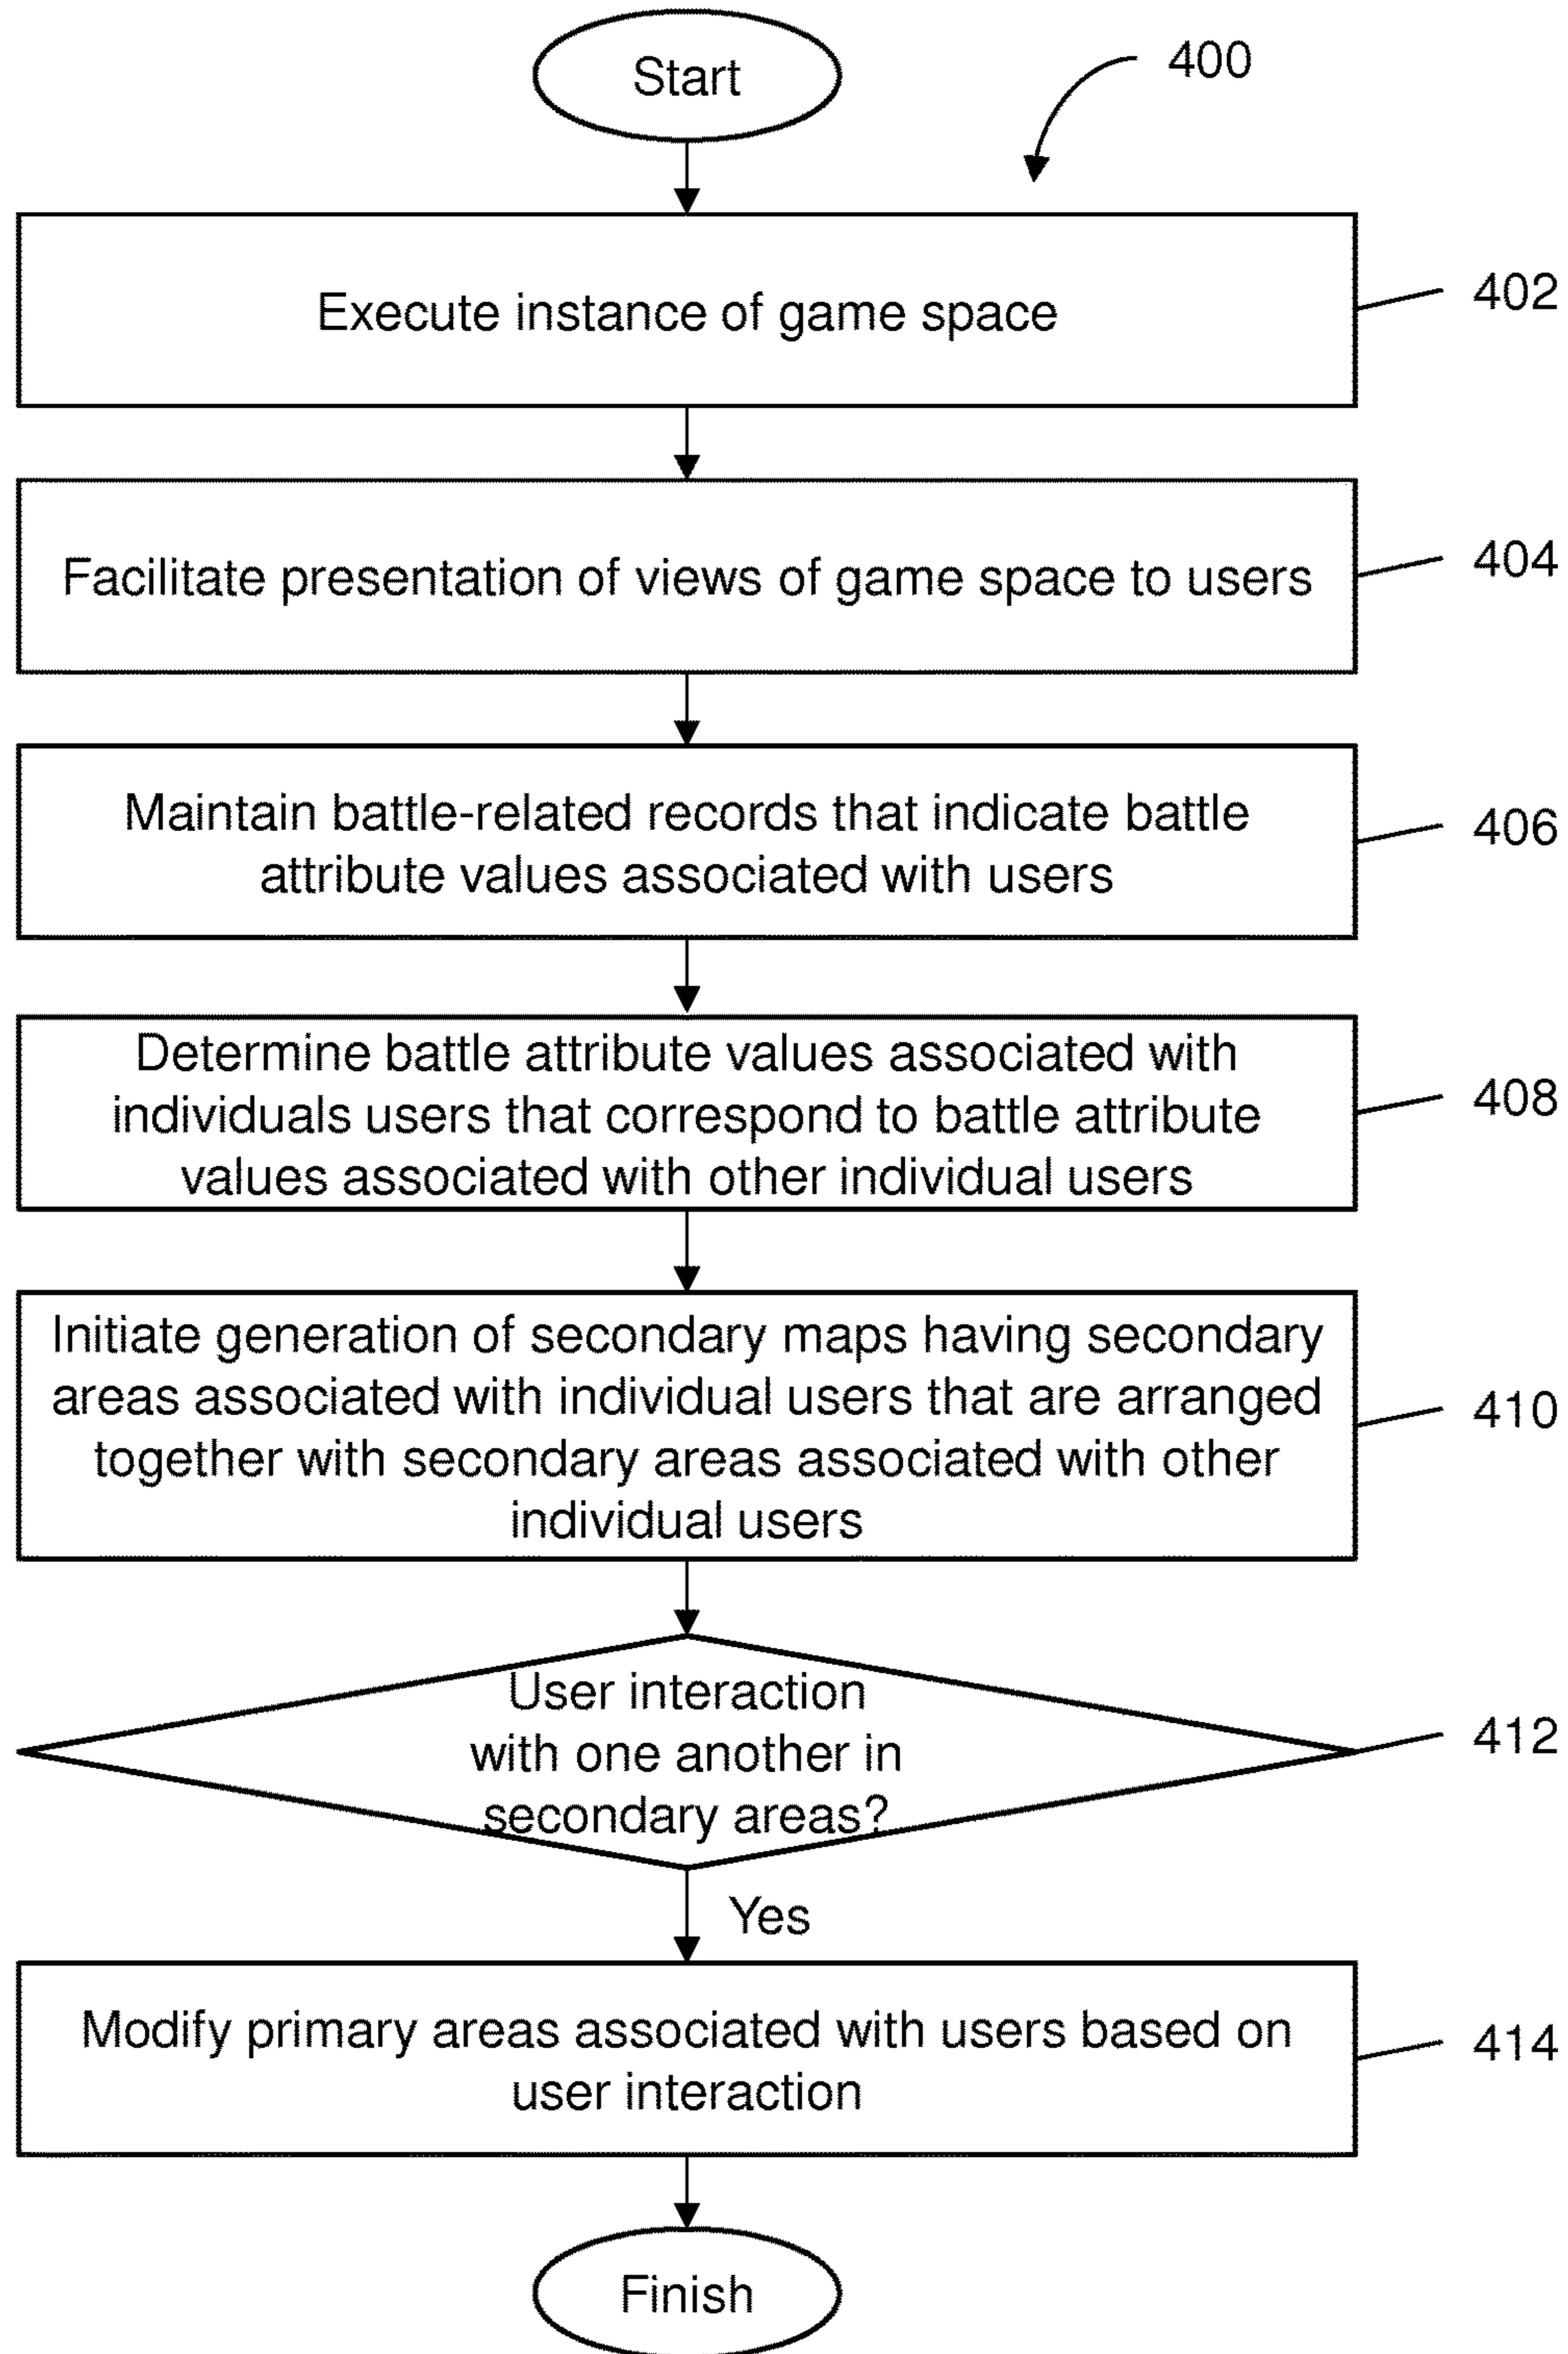 Start
400
Execute instance of game space
402
Facilitate presentation of views of game space to users
404
Maintain battle-related records that indicate battle
attribute values associated with users
406
Determine battle attribute values associated with
individuals users that correspond to battle attribute
values associated with other individual users
408
Initiate generation of secondary maps having secondary
areas associated with individual users that are arranged
together with secondary areas associated with other
individual users
410
User interaction
with one another in
secondary areas?
412
Yes
Modify primary areas associated with users based on
user interaction
414
Finish